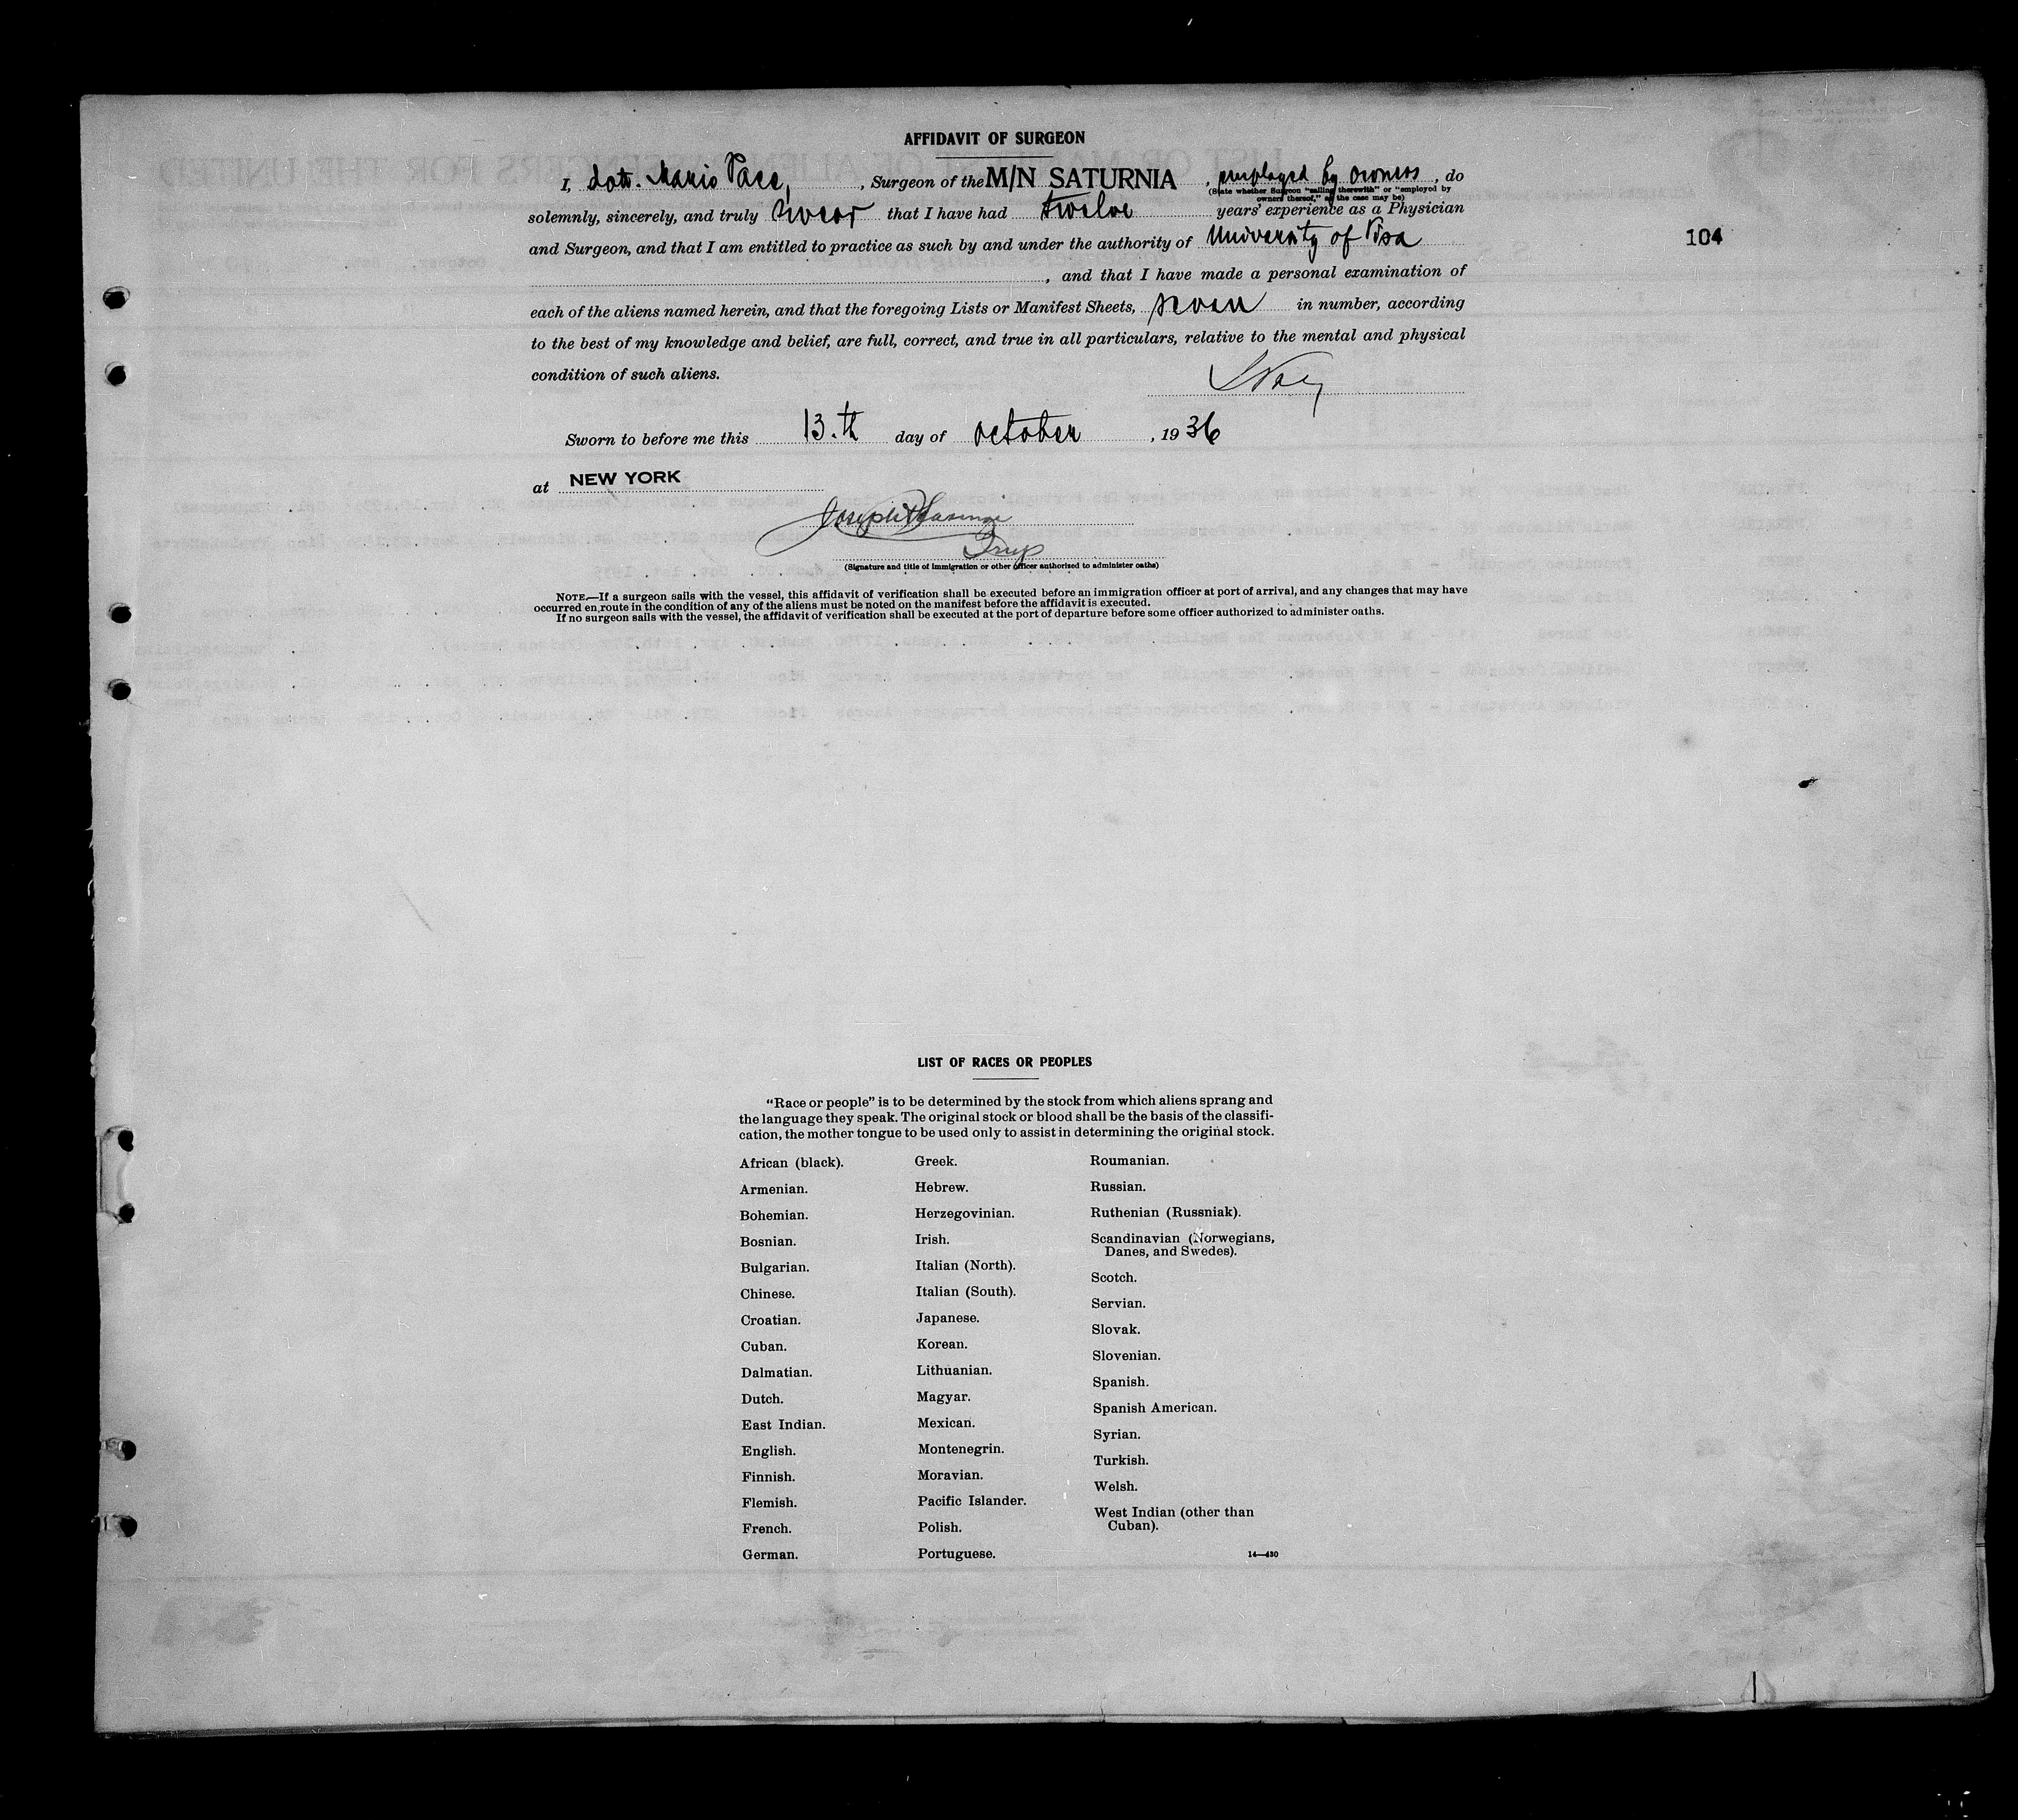 AFFIDAVIT OF SURGEON
I, dott. Mario Pace, , Surgeon of the M/N SATURNIA , employed by owners , do
(State whether Surgeon "sailing therewith" or "employed by
owners thereof," as the case may be)
solemnly, sincerely, and truly swear that I have had twelve years' experience as a Physician
and Surgeon, and that I am entitled to practice as such by and under the authority of University of Pisa
104
, and that I have made a personal examination of
each of the aliens named herein, and that the foregoing Lists or Manifest Sheets, seven in number, according
to the best of my knowledge and belief, are full, correct, and true in all particulars, relative to the mental and physical
condition of such aliens.
Sworn to before me this 13.th day of october , 1936
at NEW YORK
Joseph
Insp
(Signature and title of immigration or other officer authorized to administer oaths)
NOTE.—If a surgeon sails with the vessel, this affidavit of verification shall be executed before an immigration officer at port of arrival, and any changes that may have
occurred en route in the condition of any of the aliens must be noted on the manifest before the affidavit is executed.
If no surgeon sails with the vessel, the affidavit of verification shall be executed at the port of departure before some officer authorized to administer oaths.
LIST OF RACES OR PEOPLES
"Race or people" is to be determined by the stock from which aliens sprang and
the language they speak. The original stock or blood shall be the basis of the classifi-
cation, the mother tongue to be used only to assist in determining the original stock.
African (black).
Armenian.
Bohemian.
Bosnian.
Bulgarian.
Chinese.
Croatian.
Cuban.
Dalmatian.
Dutch.
East Indian.
English.
Finnish.
Flemish.
French.
German.
Greek.
Hebrew.
Herzegovinian.
Irish.
Italian (North).
Italian (South).
Japanese.
Korean.
Lithuanian.
Magyar.
Mexican.
Montenegrin.
Moravian.
Pacific Islander.
Polish.
Portuguese.
Roumanian.
Russian.
Ruthenian (Russniak).
Scandinavian (Norwegians,
Danes, and Swedes).
Scotch.
Servian.
Slovak.
Slovenian.
Spanish.
Spanish American.
Syrian.
Turkish.
Welsh.
West Indian (other than
Cuban).
14—430